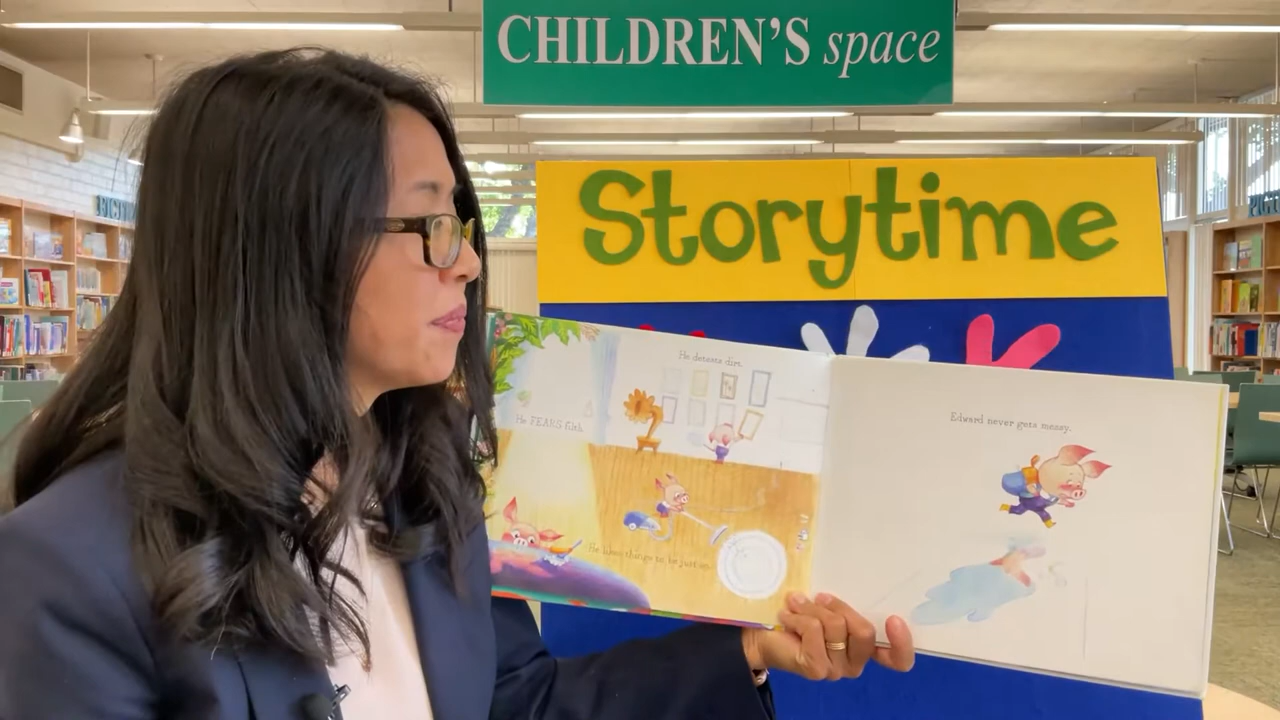 CHILDREN'S space
Storytime
He detests dirt.
He FEARS filth.
He likes things to be just so.
Edward never gets messy.